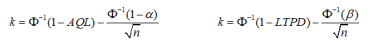 k = Φ⁻¹(1−AQL) − Φ⁻¹(1−α)/√n    k = Φ⁻¹(1−LTPD) − Φ⁻¹(β)/√n